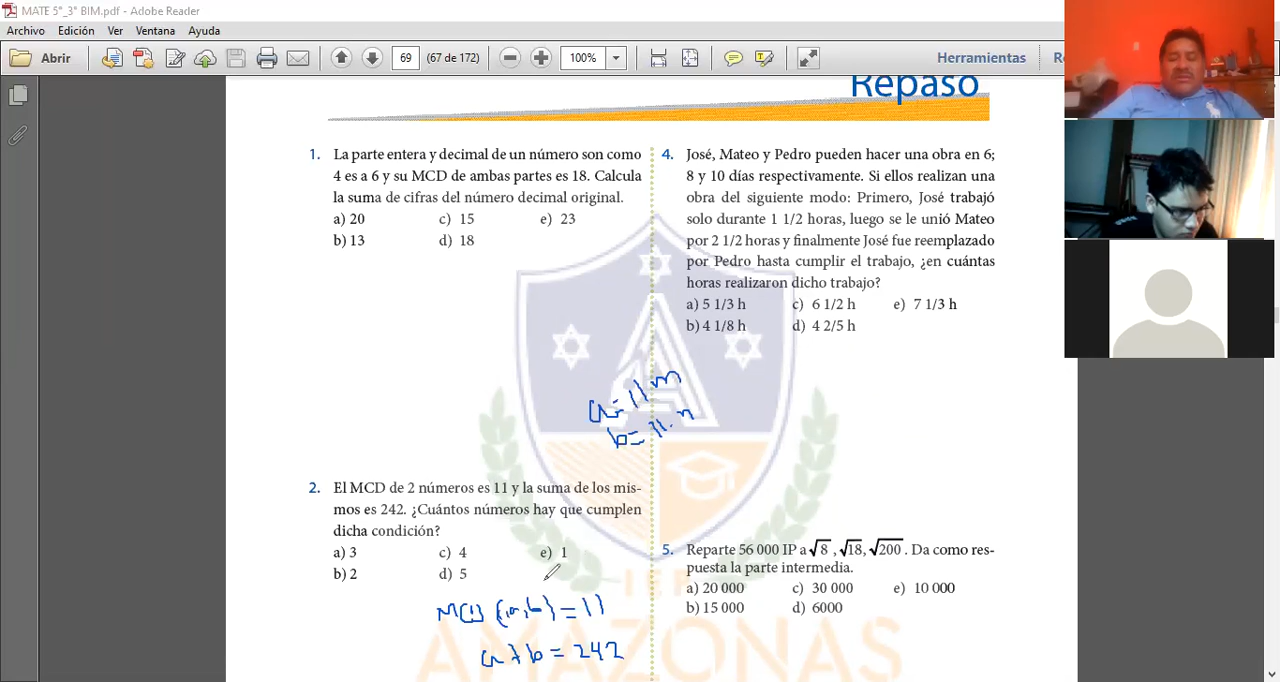 MATE 5°_3° BIM.pdf - Adobe Reader
Archivo Edición Ver Ventana Ayuda
Abrir 69 (67 de 172) 100% Herramientas
Repaso
1. La parte entera y decimal de un número son como
4 es a 6 y su MCD de ambas partes es 18. Calcula
la suma de cifras del número decimal original.
a) 20 c) 15 e) 23
b) 13 d) 18
a = 11 m
b = 11. n
2. El MCD de 2 números es 11 y la suma de los mis-
mos es 242. ¿Cuántos números hay que cumplen
dicha condición?
a) 3 c) 4 e) 1
b) 2 d) 5
MCD (a,b) = 11
a + b = 242
4. José, Mateo y Pedro pueden hacer una obra en 6;
8 y 10 días respectivamente. Si ellos realizan una
obra del siguiente modo: Primero, José trabajó
solo durante 1 1/2 horas, luego se le unió Mateo
por 2 1/2 horas y finalmente José fue reemplazado
por Pedro hasta cumplir el trabajo, ¿en cuántas
horas realizaron dicho trabajo?
a) 5 1/3 h c) 6 1/2 h e) 7 1/3 h
b) 4 1/8 h d) 4 2/5 h
5. Reparte 56 000 IP a √8 , √18, √200 . Da como res-
puesta la parte intermedia.
a) 20 000 c) 30 000 e) 10 000
b) 15 000 d) 6000
IEP
AMAZONAS